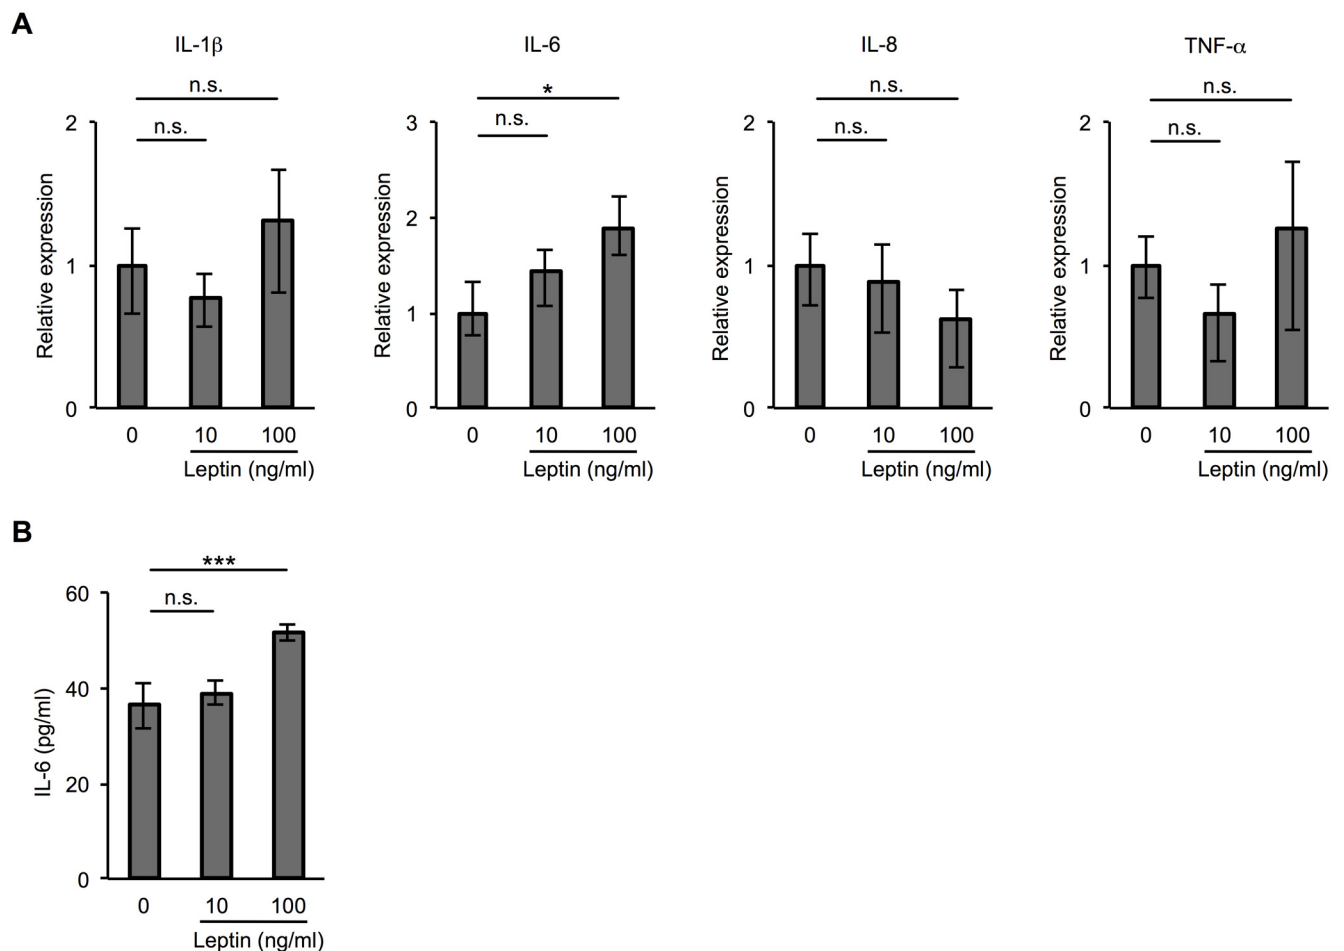 A
IL-1β
n.s.
n.s.
2
1
0
Relative expression
0 10 100
Leptin (ng/ml)
IL-6
*
n.s.
3
2
1
0
Relative expression
0 10 100
Leptin (ng/ml)
IL-8
n.s.
n.s.
2
1
0
Relative expression
0 10 100
Leptin (ng/ml)
TNF-α
n.s.
n.s.
2
1
0
Relative expression
0 10 100
Leptin (ng/ml)
B
***
n.s.
60
40
20
0
IL-6 (pg/ml)
0 10 100
Leptin (ng/ml)